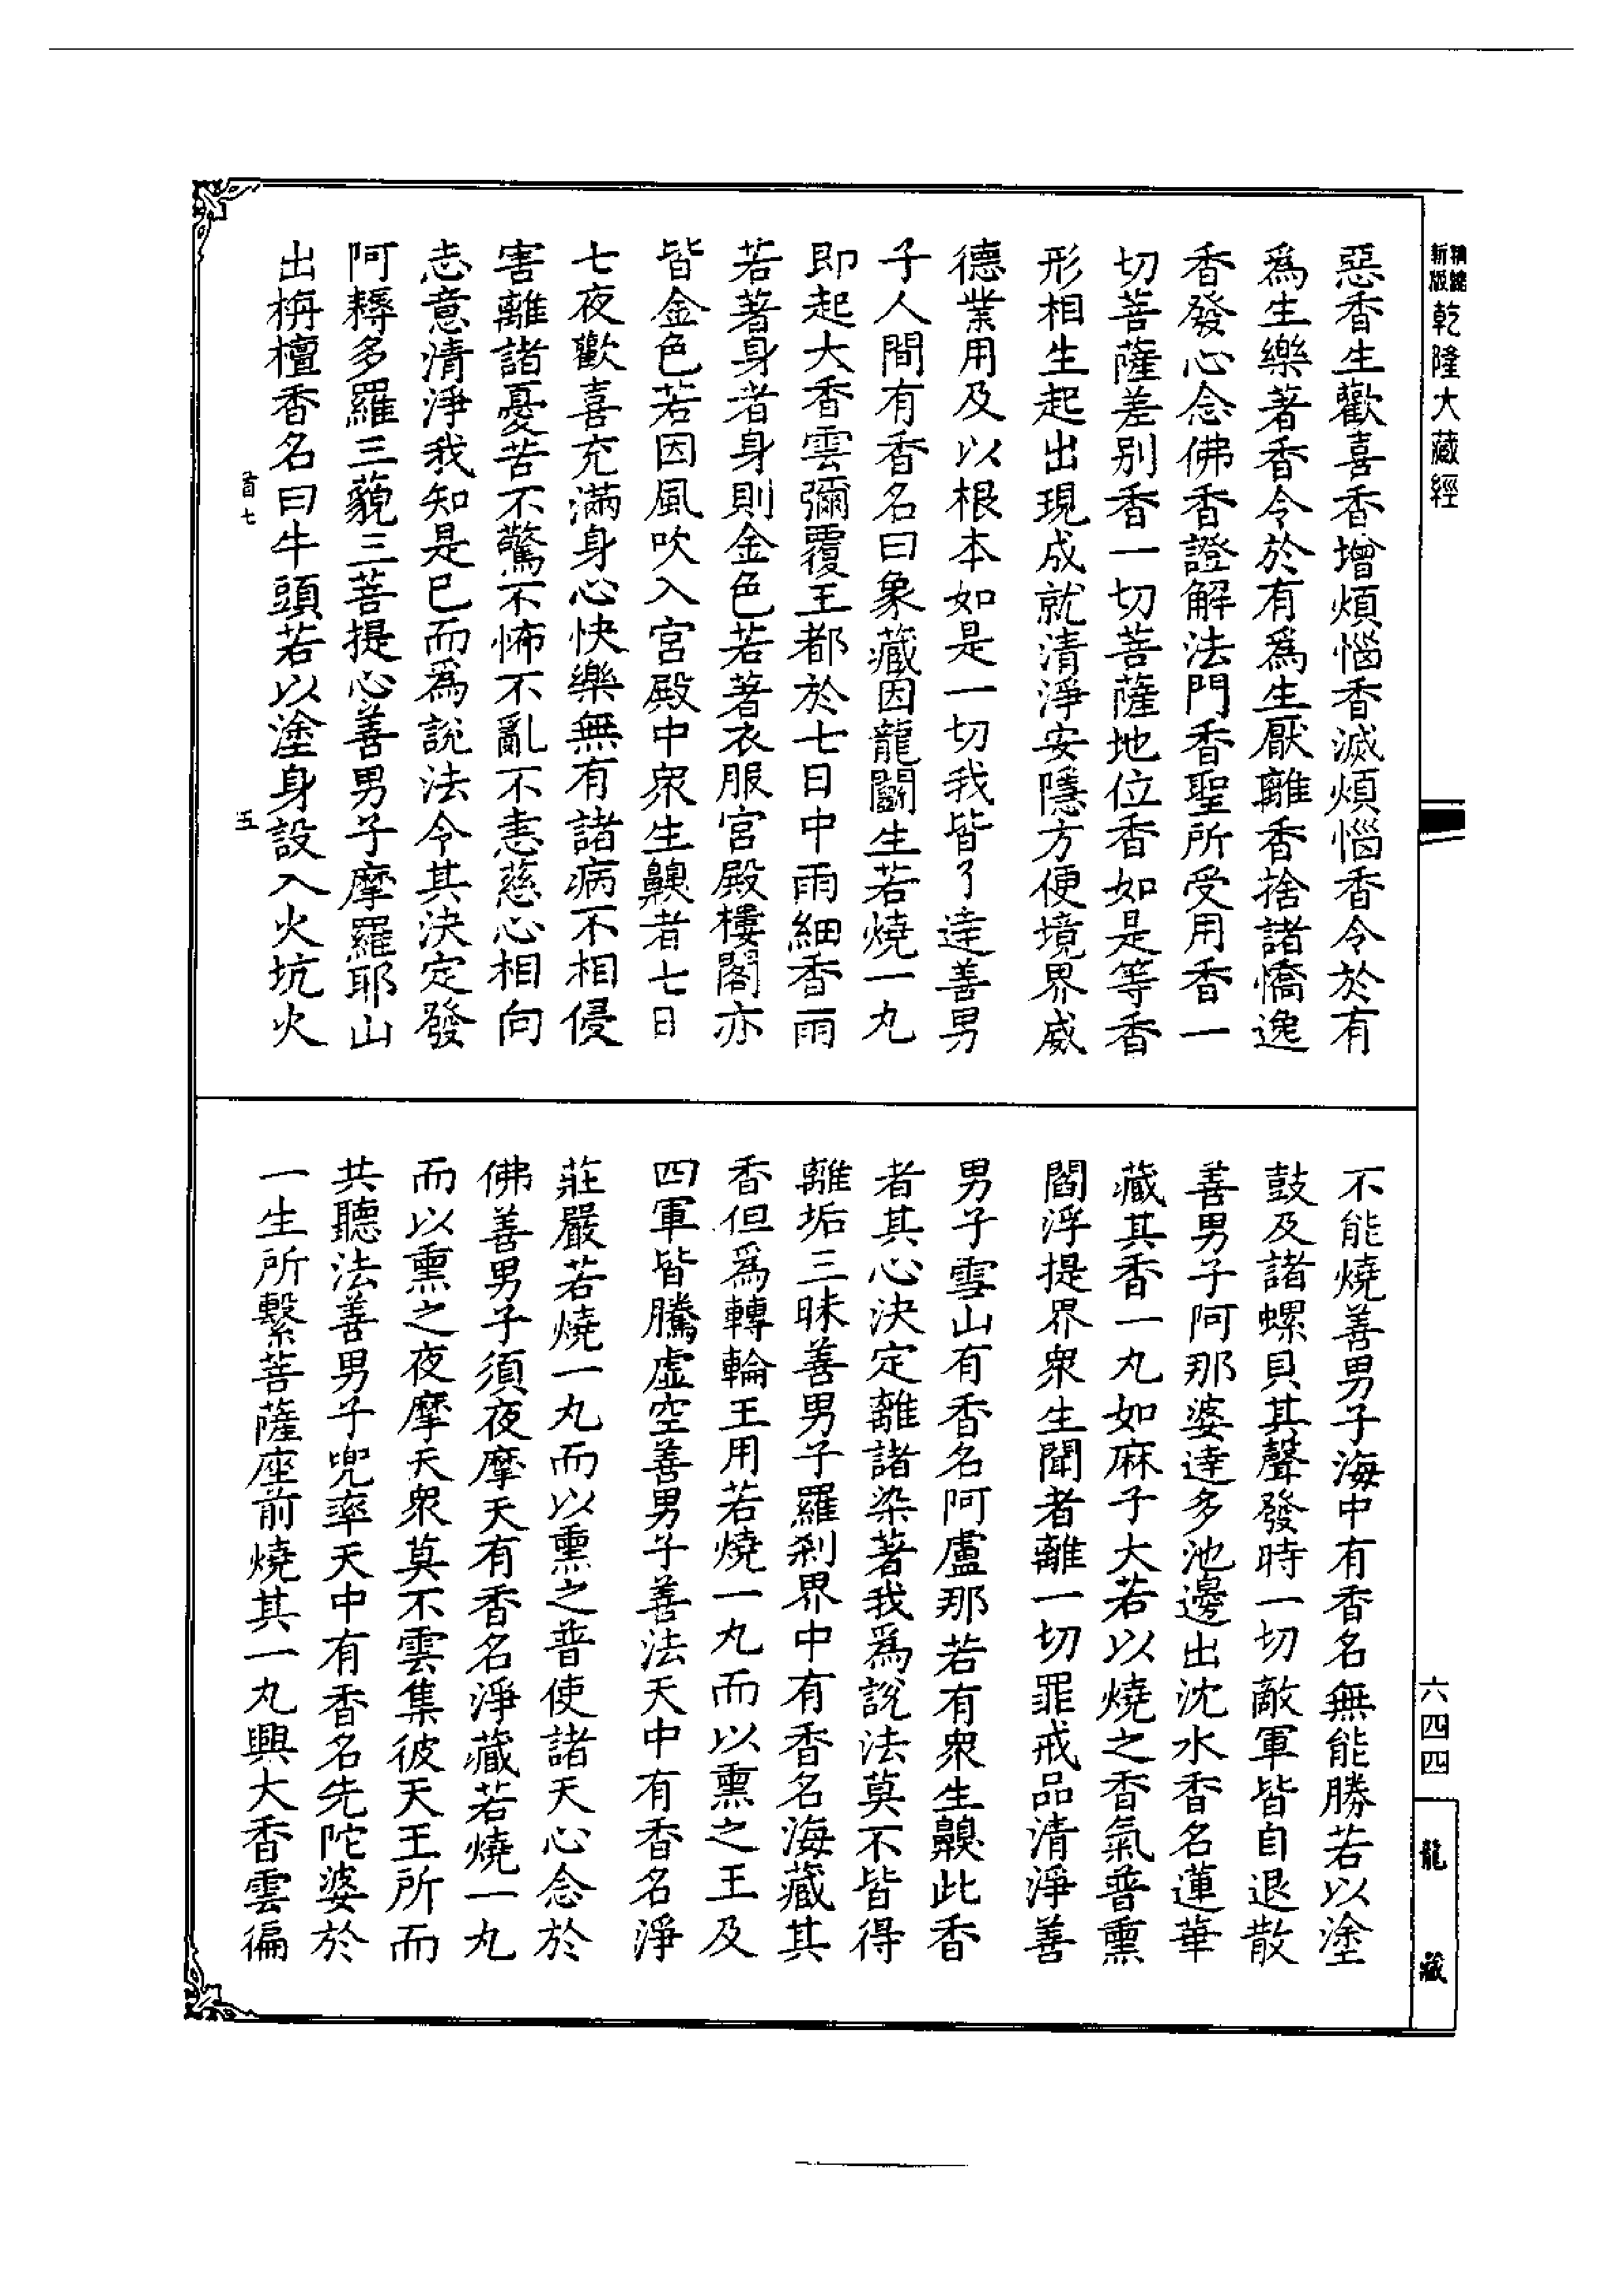 精縮新版乾隆大藏經
惡香生歡喜香增煩惱香滅煩惱香令於有
爲生樂著香令於有爲生厭離香捨諸憍逸
香發心念佛香證解法門香聖所受用香一
切菩薩差别香一切菩薩地位香如是等香
形相生起出現成就清淨安隱方便境界威
德業用及以根本如是一切我皆了達善男
子人間有香名曰象藏因龍鬭生若燒一丸
即起大香雲彌覆王都於七日中雨細香雨
若著身者身則金色若著衣服宮殿樓閣亦
皆金色若因風吹入宮殿中衆生齅者七日
七夜歡喜充滿身心快樂無有諸病不相侵
害離諸憂苦不驚不怖不亂不恚慈心相向
志意清淨我知是已而爲說法令其決定發
阿耨多羅三藐三菩提心善男子摩羅耶山
出栴檀香名曰牛頭若以塗身設入火坑火
首七
五
不能燒善男子海中有香名無能勝若以塗
鼓及諸螺貝其聲發時一切敵軍皆自退散
善男子阿那婆達多池邊出沈水香名蓮華
藏其香一丸如麻子大若以燒之香氣普熏
閻浮提界衆生聞者離一切罪戒品清淨善
男子雪山有香名阿盧那若有衆生齅此香
者其心決定離諸染著我爲說法莫不皆得
離垢三昧善男子羅刹界中有香名海藏其
香但爲轉輪王用若燒一丸而以熏之王及
四軍皆騰虛空善男子善法天中有香名淨
莊嚴若燒一丸而以熏之普使諸天心念於
佛善男子須夜摩天有香名淨藏若燒一丸
而以熏之夜摩天衆莫不雲集彼天王所而
共聽法善男子兜率天中有香名先陀婆於
一生所繫菩薩座前燒其一丸興大香雲徧
六四四
龍藏